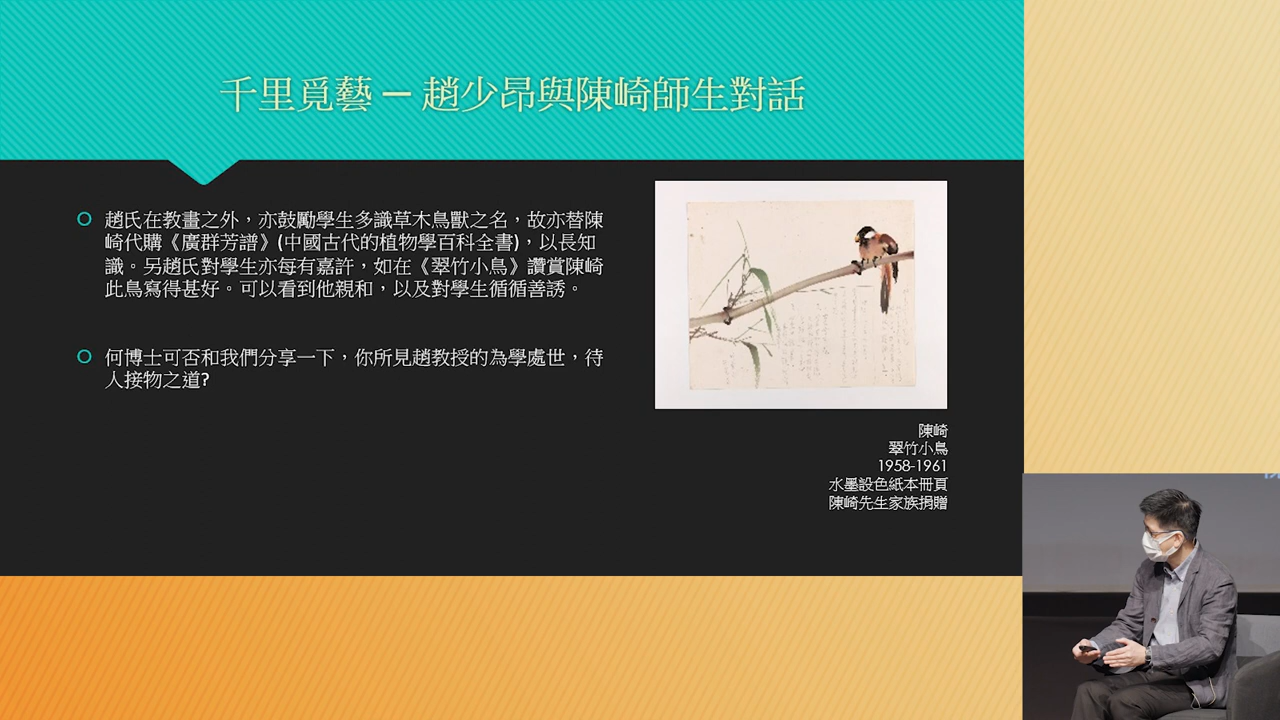 千里覓藝 – 趙少昂與陳崎師生對話
趙氏在教畫之外，亦鼓勵學生多識草木鳥獸之名，故亦替陳
崎代購《廣群芳譜》(中國古代的植物學百科全書)，以長知
識。另趙氏對學生亦每有嘉許，如在《翠竹小鳥》讚賞陳崎
此鳥寫得甚好。可以看到他親和，以及對學生循循善誘。
何博士可否和我們分享一下，你所見趙教授的為學處世，待
人接物之道?
陳崎
翠竹小鳥
1958-1961
水墨設色紙本冊頁
陳崎先生家族捐贈